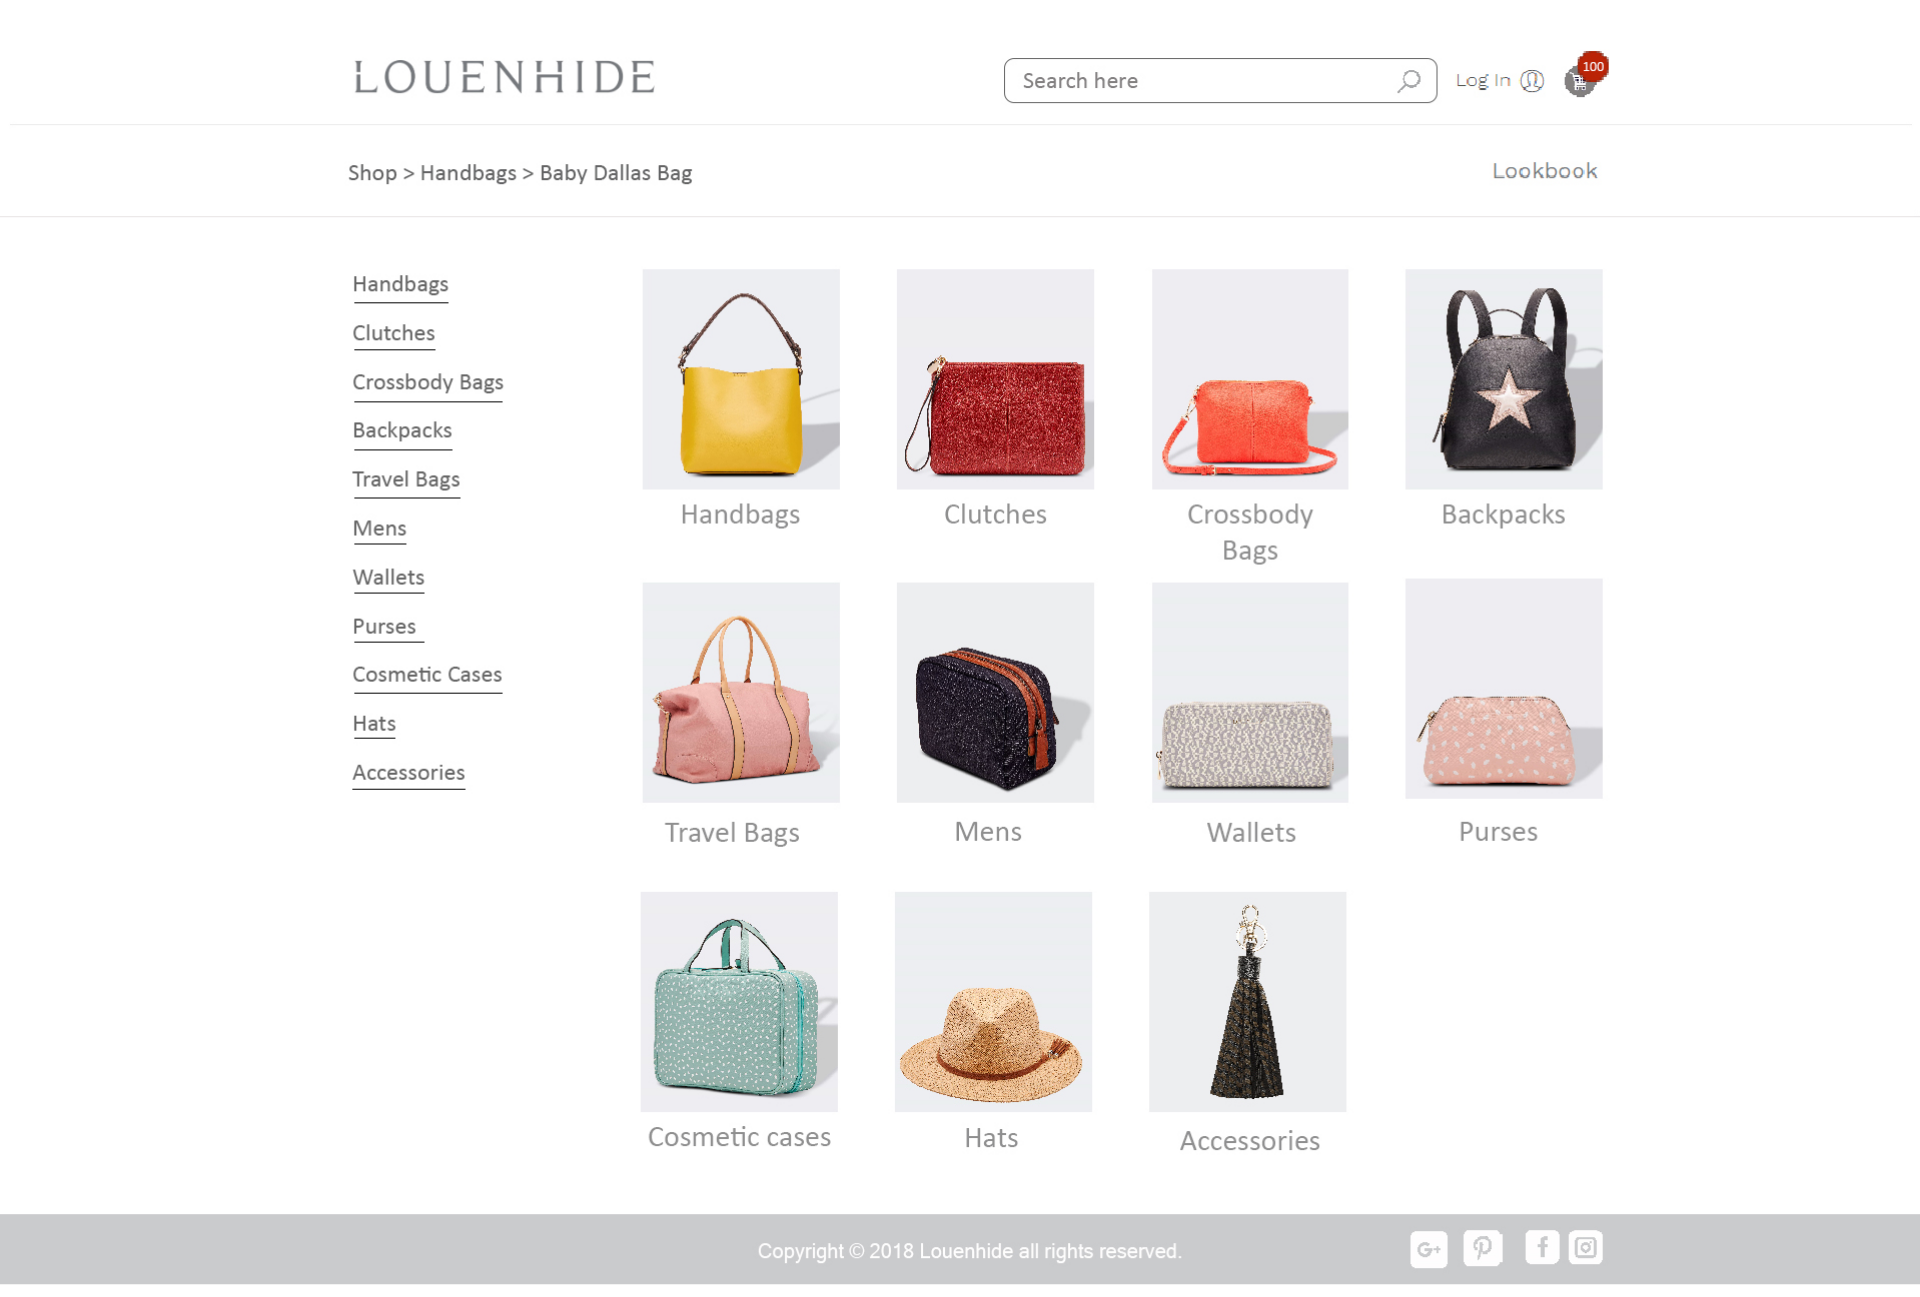 LOUENHIDE
Search here
Log In
100
Shop > Handbags > Baby Dallas Bag
Lookbook
Handbags
Clutches
Crossbody Bags
Backpacks
Travel Bags
Mens
Wallets
Purses
Cosmetic Cases
Hats
Accessories
Handbags
Clutches
Crossbody
Bags
Backpacks
Travel Bags
Mens
Wallets
Purses
Cosmetic cases
Hats
Accessories
Copyright © 2018 Louenhide all rights reserved.
G+